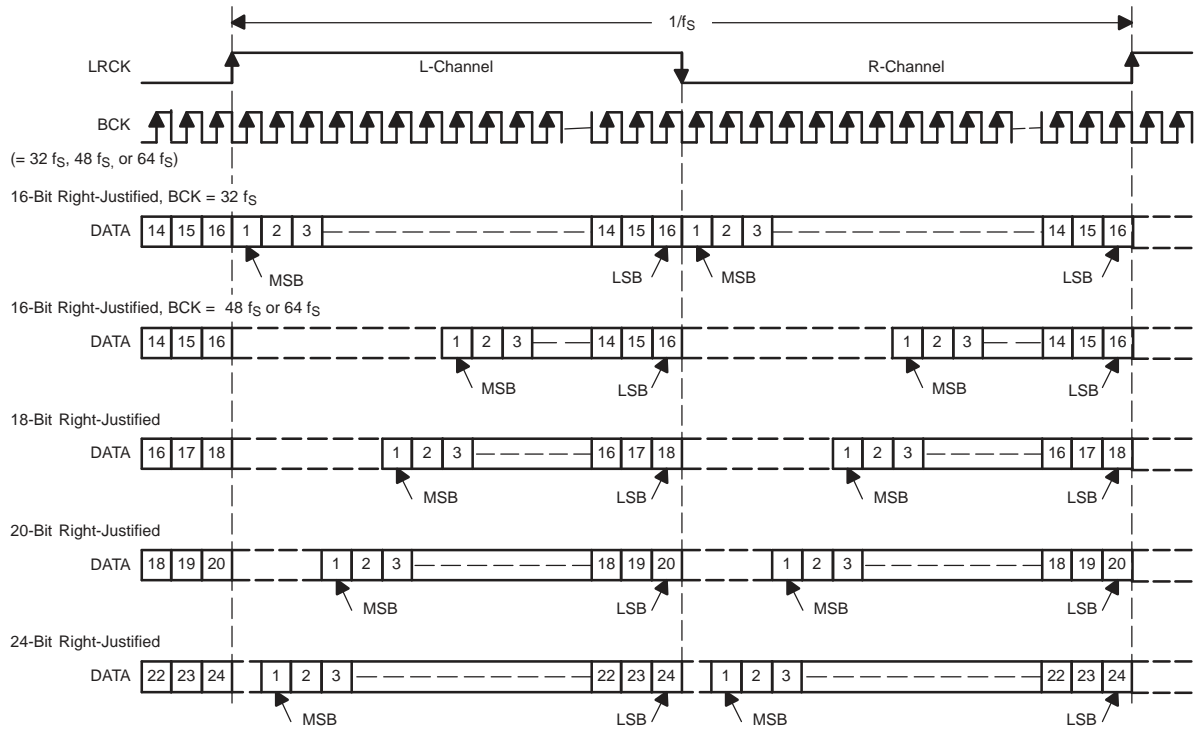 1/fS
LRCK L-Channel R-Channel
BCK
(= 32 fS, 48 fS, or 64 fS)
16-Bit Right-Justified, BCK = 32 fS
DATA 14 15 16 1 2 3 14 15 16 1 2 3 14 15 16
MSB LSB MSB LSB
16-Bit Right-Justified, BCK = 48 fS or 64 fS
DATA 14 15 16 1 2 3 14 15 16 1 2 3 14 15 16
MSB LSB MSB LSB
18-Bit Right-Justified
DATA 16 17 18 1 2 3 16 17 18 1 2 3 16 17 18
MSB LSB MSB LSB
20-Bit Right-Justified
DATA 18 19 20 1 2 3 18 19 20 1 2 3 18 19 20
MSB LSB MSB LSB
24-Bit Right-Justified
DATA 22 23 24 1 2 3 22 23 24 1 2 3 22 23 24
MSB LSB MSB LSB